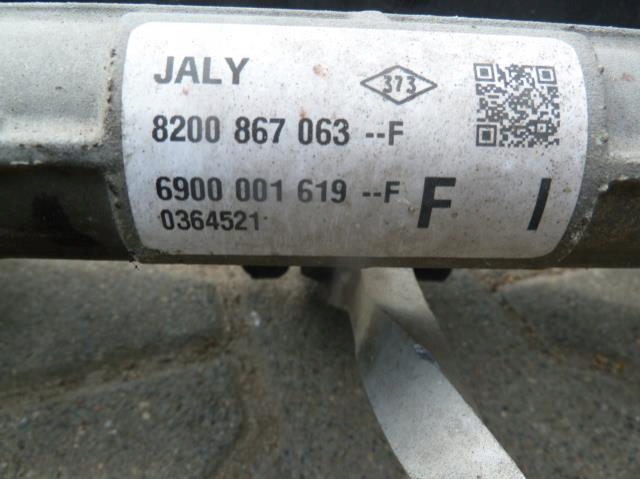 JALY
373
8200 867 063 --F
6900 001 619 --F
F I
0364521